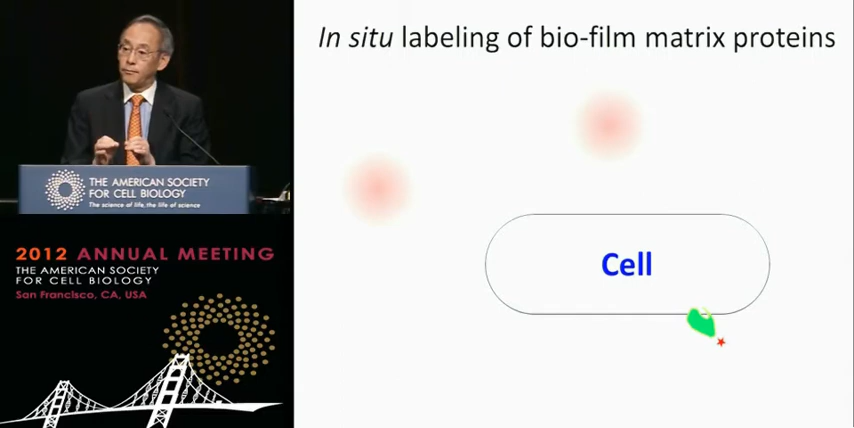 In situ labeling of bio-film matrix proteins
THE AMERICAN SOCIETY
FOR CELL BIOLOGY
The science of life, the life of science
Cell
2012 ANNUAL MEETING
THE AMERICAN SOCIETY
FOR CELL BIOLOGY
San Francisco, CA, USA